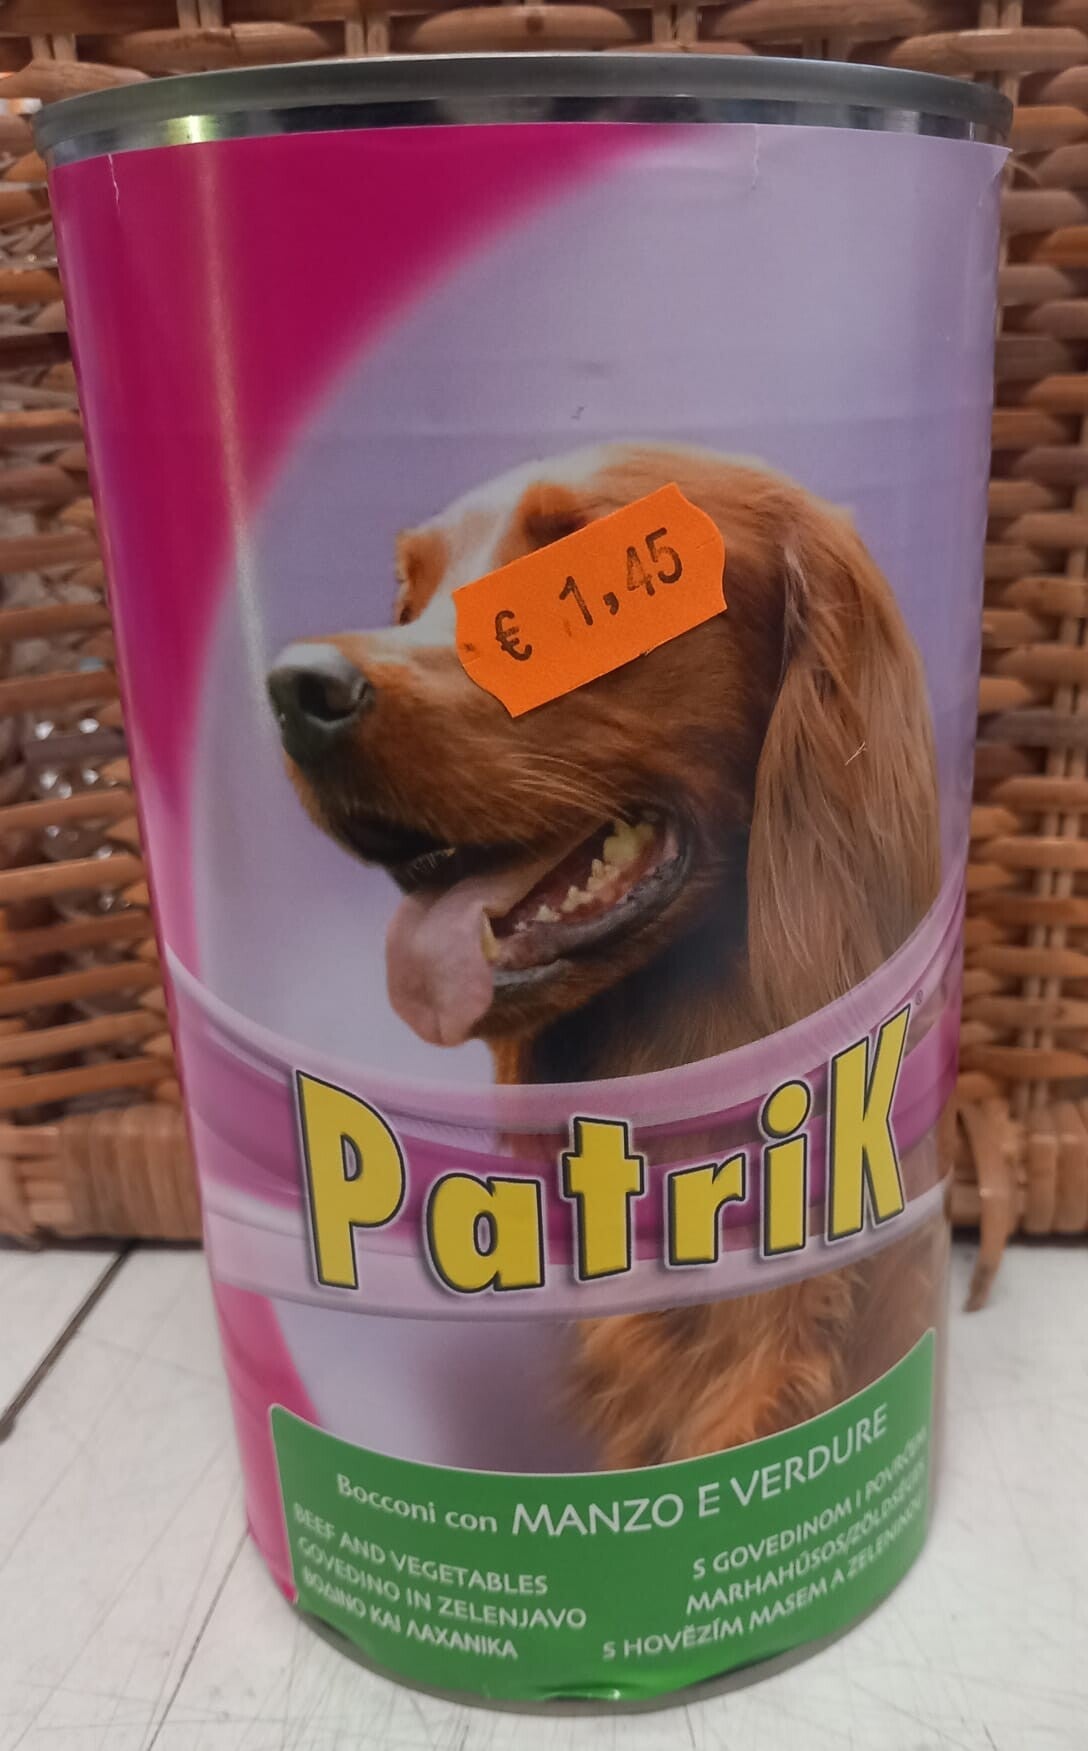 € 1,45
PatriK®
Bocconi con MANZO E VERDURE
BEEF AND VEGETABLES
GOVEDINO IN ZELENJAVO
ΒΟΔΙΝΟ ΚΑΙ ΛΑΧΑΝΙΚΑ
S GOVEDINOM I POVRĆEM
MARHAHÚSOS/ZÖLDSÉGES
S HOVĚZÍM MASEM A ZELENINOU